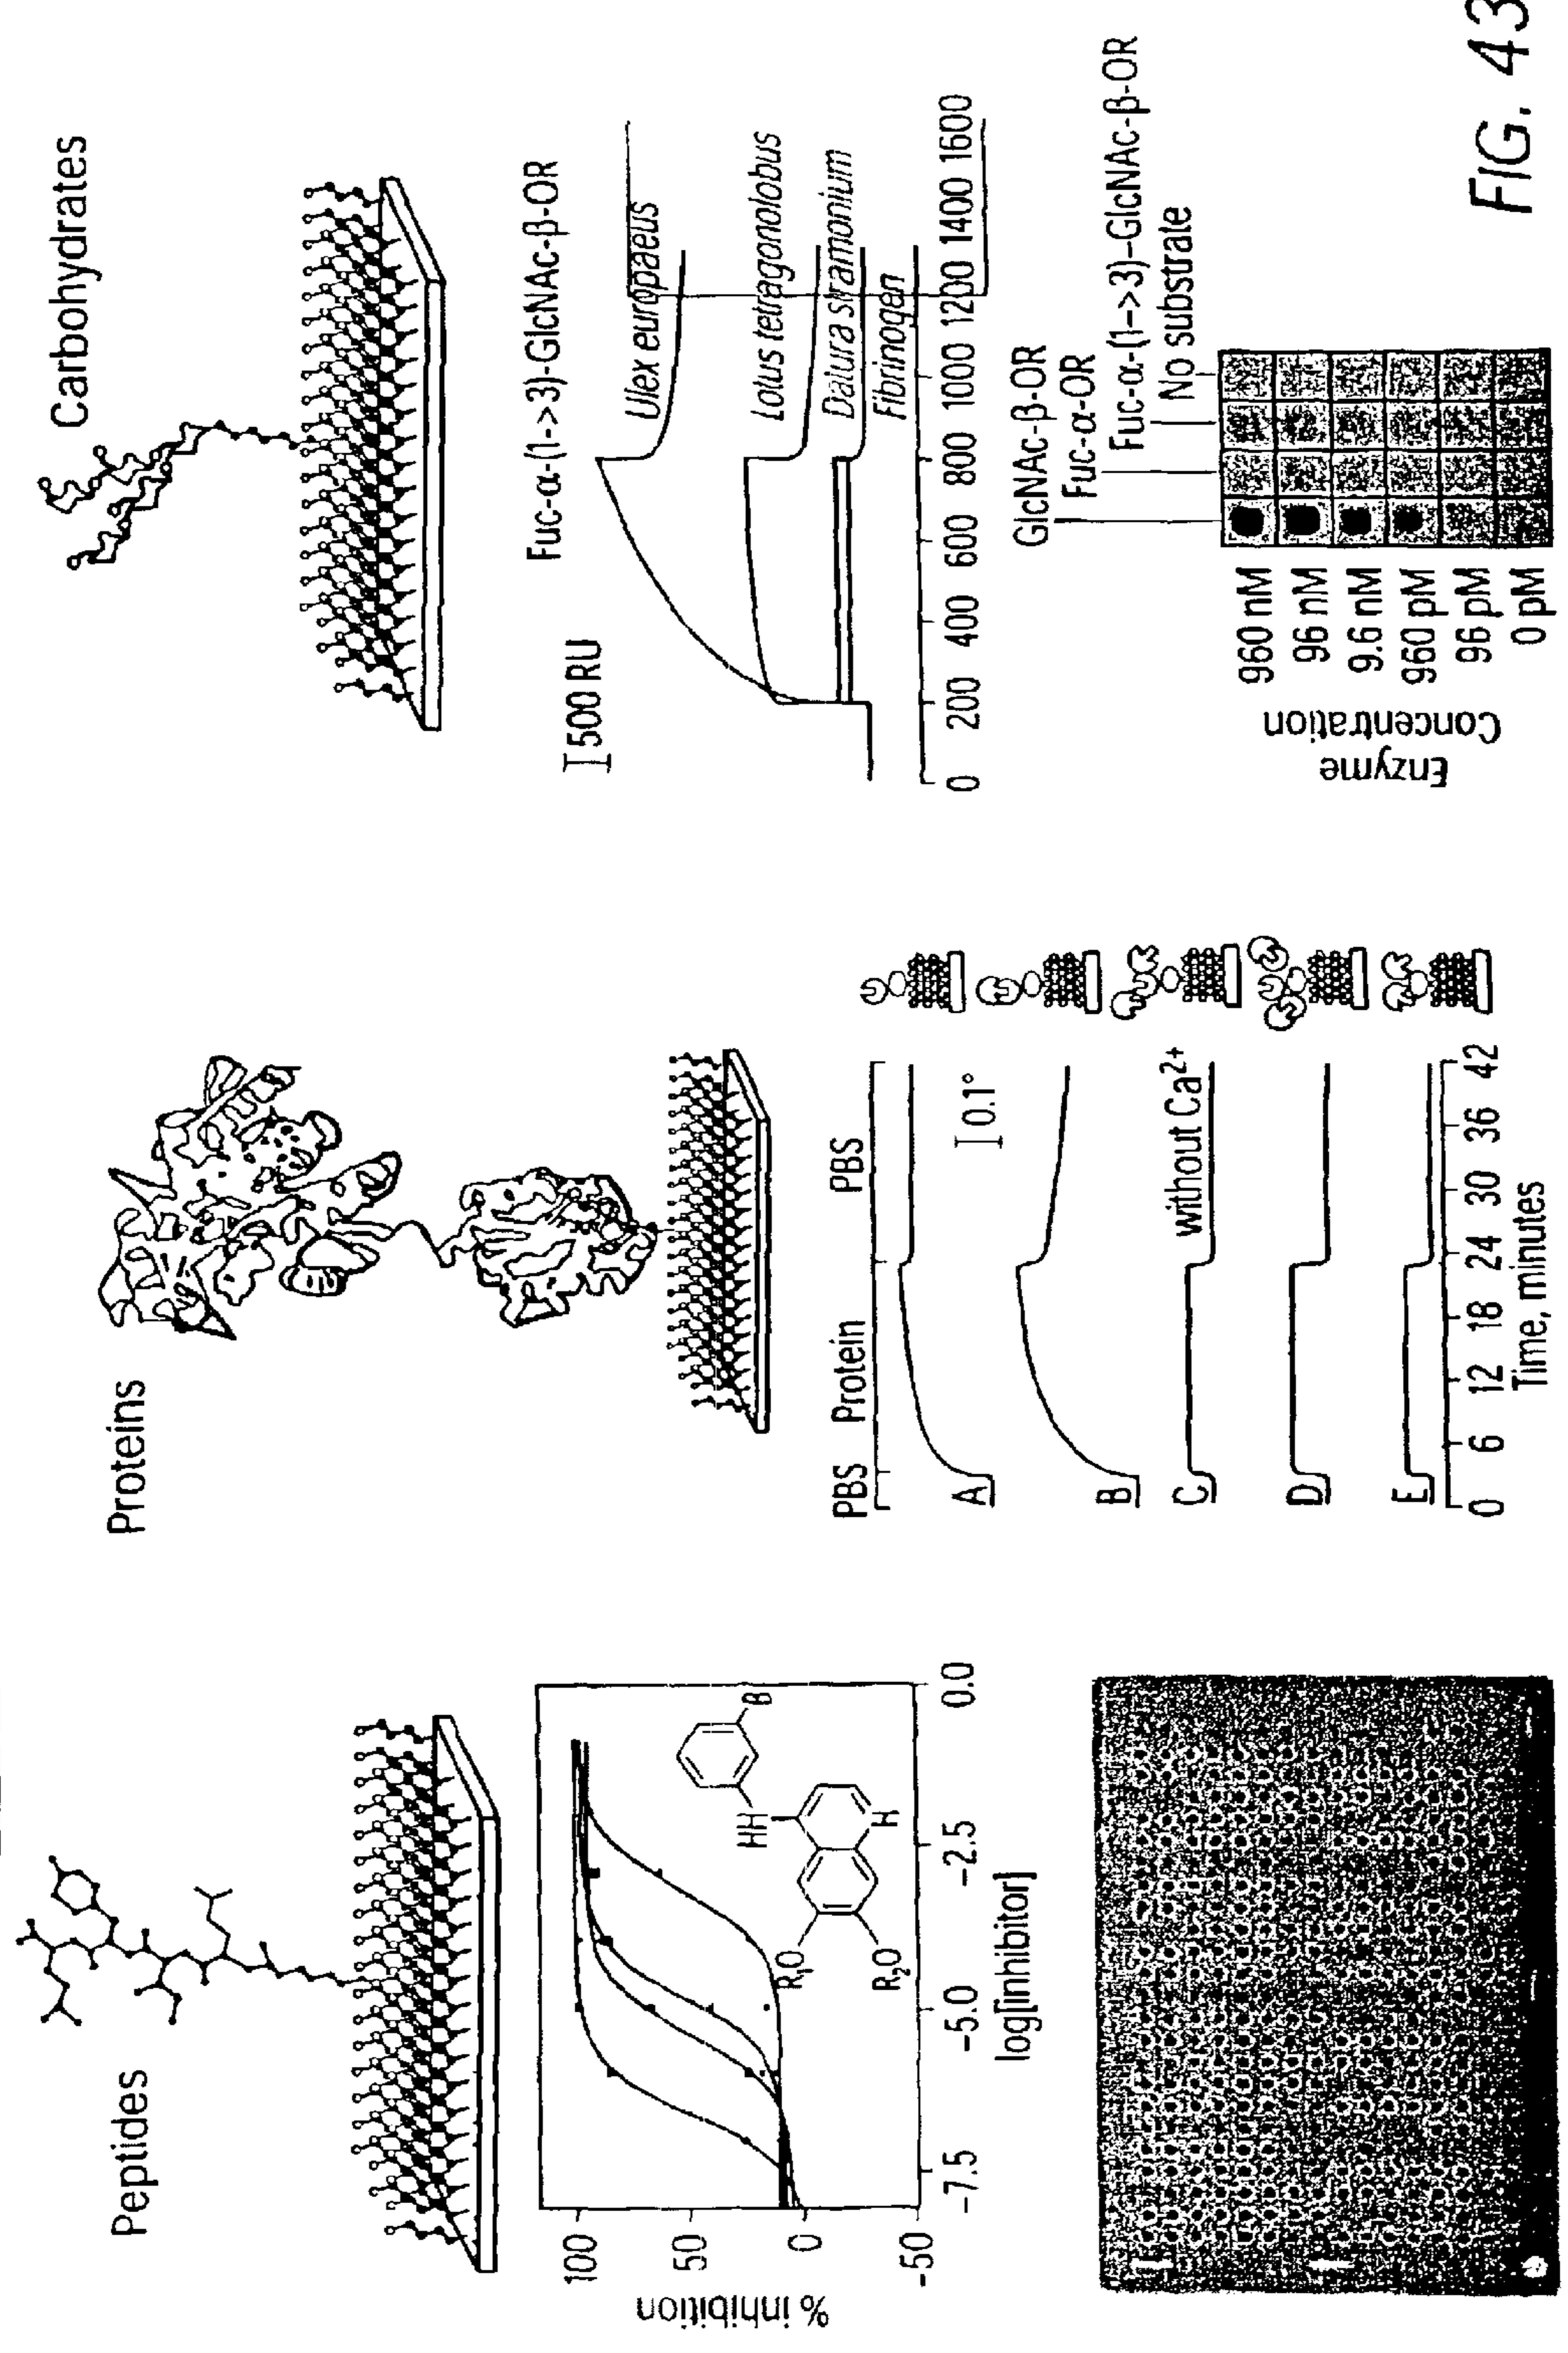 Peptides
% inhibition
100
50
0
-50
-7.5
-5.0
-2.5
0.0
log[inhibitor]
R₁O
R₂O
HH
H
B
Proteins
PBS
Protein
PBS
A
B
C
D
E
I 0.1°
without Ca2+
0 6 12 18 24 30 36 42
Time, minutes
Carbohydrates
Fuc-α-(1->3)-GlcNAc-β-OR
I 500 RU
Ulex europaeus
Lotus tetragonolobus
Datura stramonium
Fibrinogen
0 200 400 600 800 1000 1200 1400 1600
GlcNAc-β-OR
Fuc-α-OR
Fuc-α-(1->3)-GlcNAc-β-OR
No substrate
Enzyme
Concentration
960 nM
96 nM
9.6 nM
960 pM
96 pM
0 pM
FIG. 43